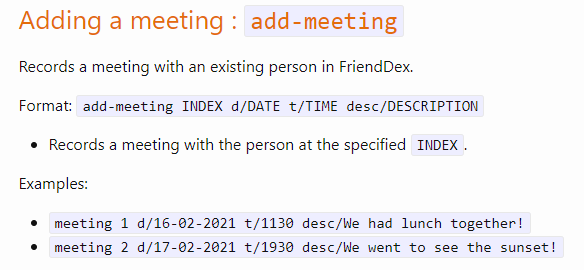 Adding a meeting : add-meeting
Records a meeting with an existing person in FriendDex.
Format: add-meeting INDEX d/DATE t/TIME desc/DESCRIPTION
• Records a meeting with the person at the specified INDEX.
Examples:
• meeting 1 d/16-02-2021 t/1130 desc/We had lunch together!
• meeting 2 d/17-02-2021 t/1930 desc/We went to see the sunset!